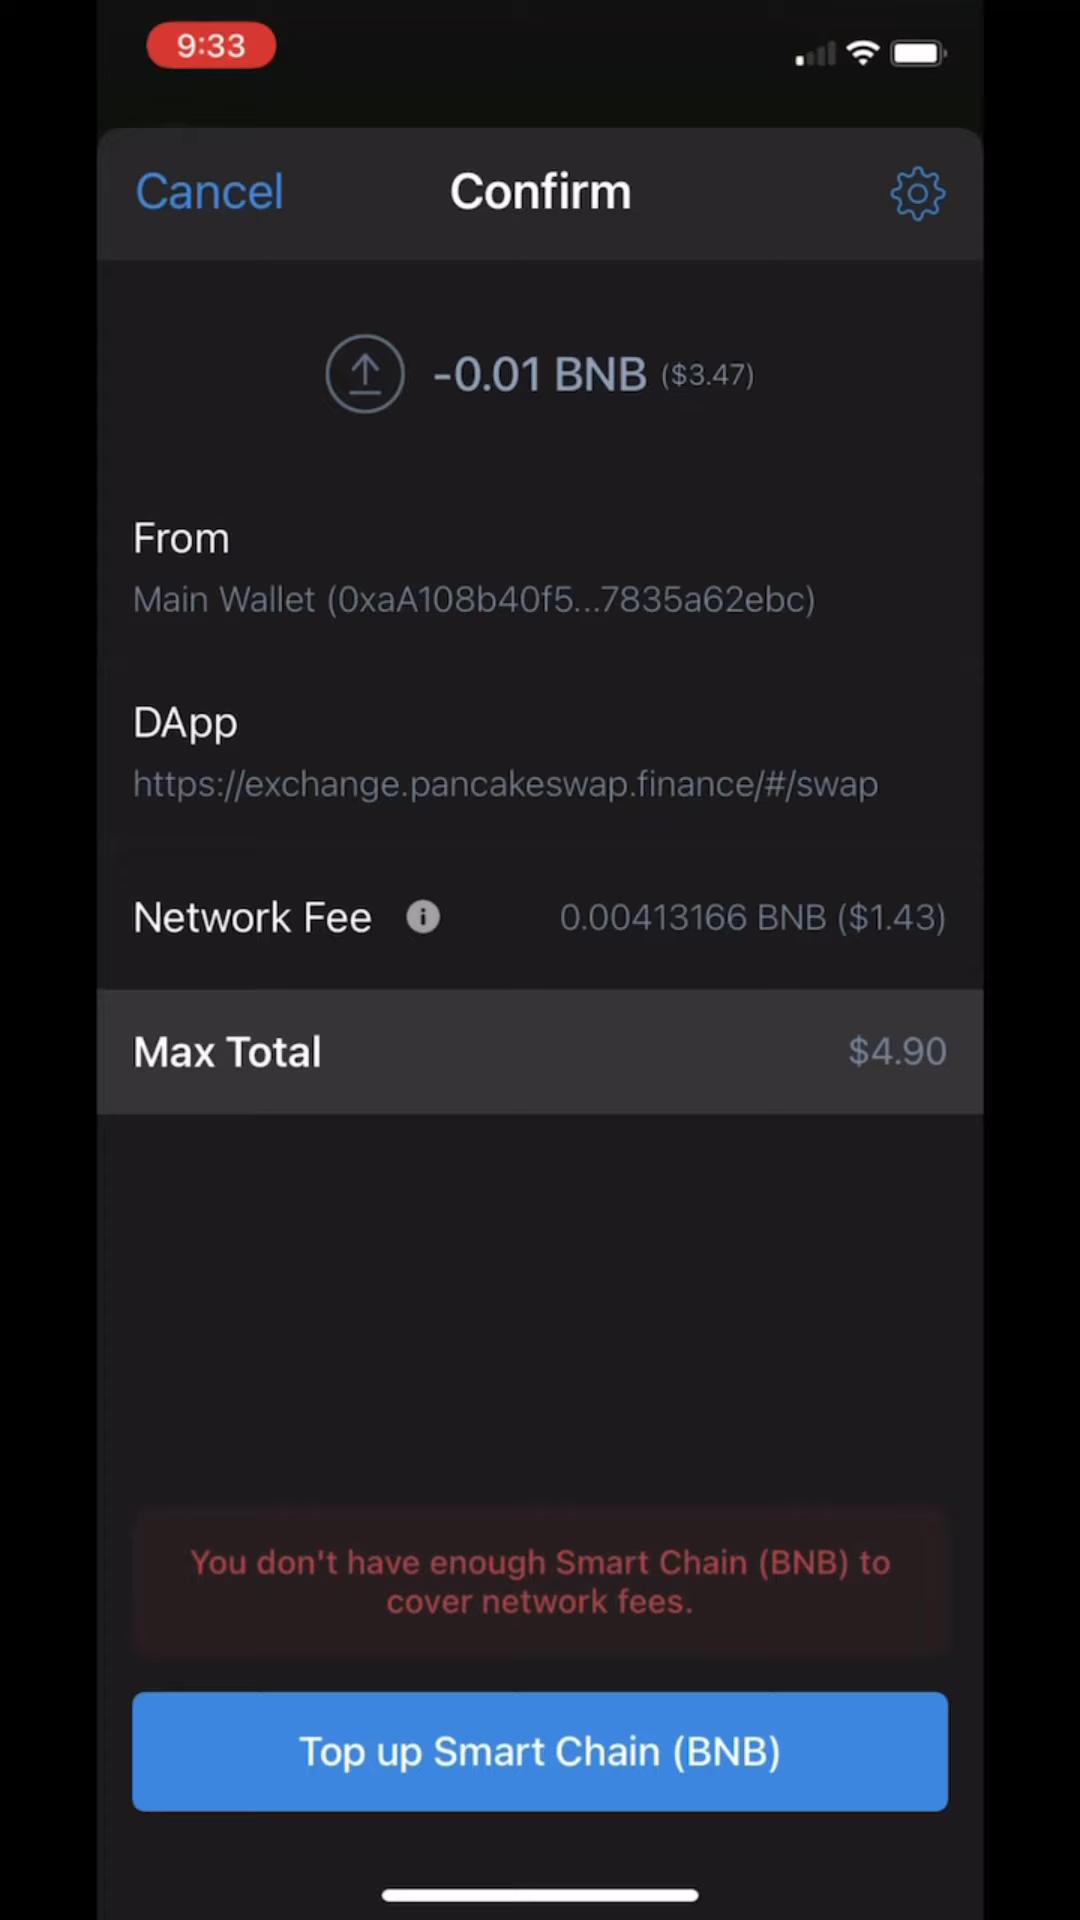 9:33
Cancel
Confirm
-0.01 BNB ($3.47)
From
Main Wallet (0xaA108b40f5...7835a62ebc)
DApp
https://exchange.pancakeswap.finance/#/swap
Network Fee
0.00413166 BNB ($1.43)
Max Total
$4.90
You don't have enough Smart Chain (BNB) to
cover network fees.
Top up Smart Chain (BNB)